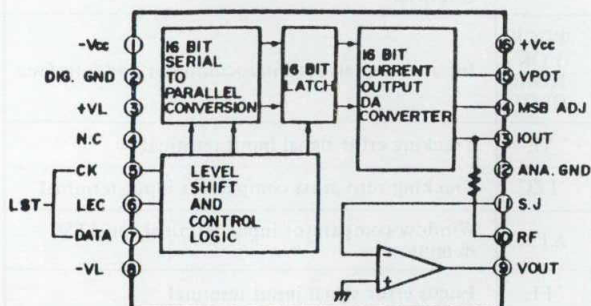 -Vcc 1
DIG. GND 2
+VL 3
N.C 4
CK 5
LEC 6
DATA 7
-VL 8
LST
16 BIT
SERIAL
TO
PARALLEL
CONVERSION
16 BIT
LATCH
16 BIT
CURRENT
OUTPUT
DA
CONVERTER
LEVEL
SHIFT
AND
CONTROL
LOGIC
-
+
16 +Vcc
15 VPOT
14 MSB ADJ
13 IOUT
12 ANA. GND
11 S.J
10 RF
9 VOUT